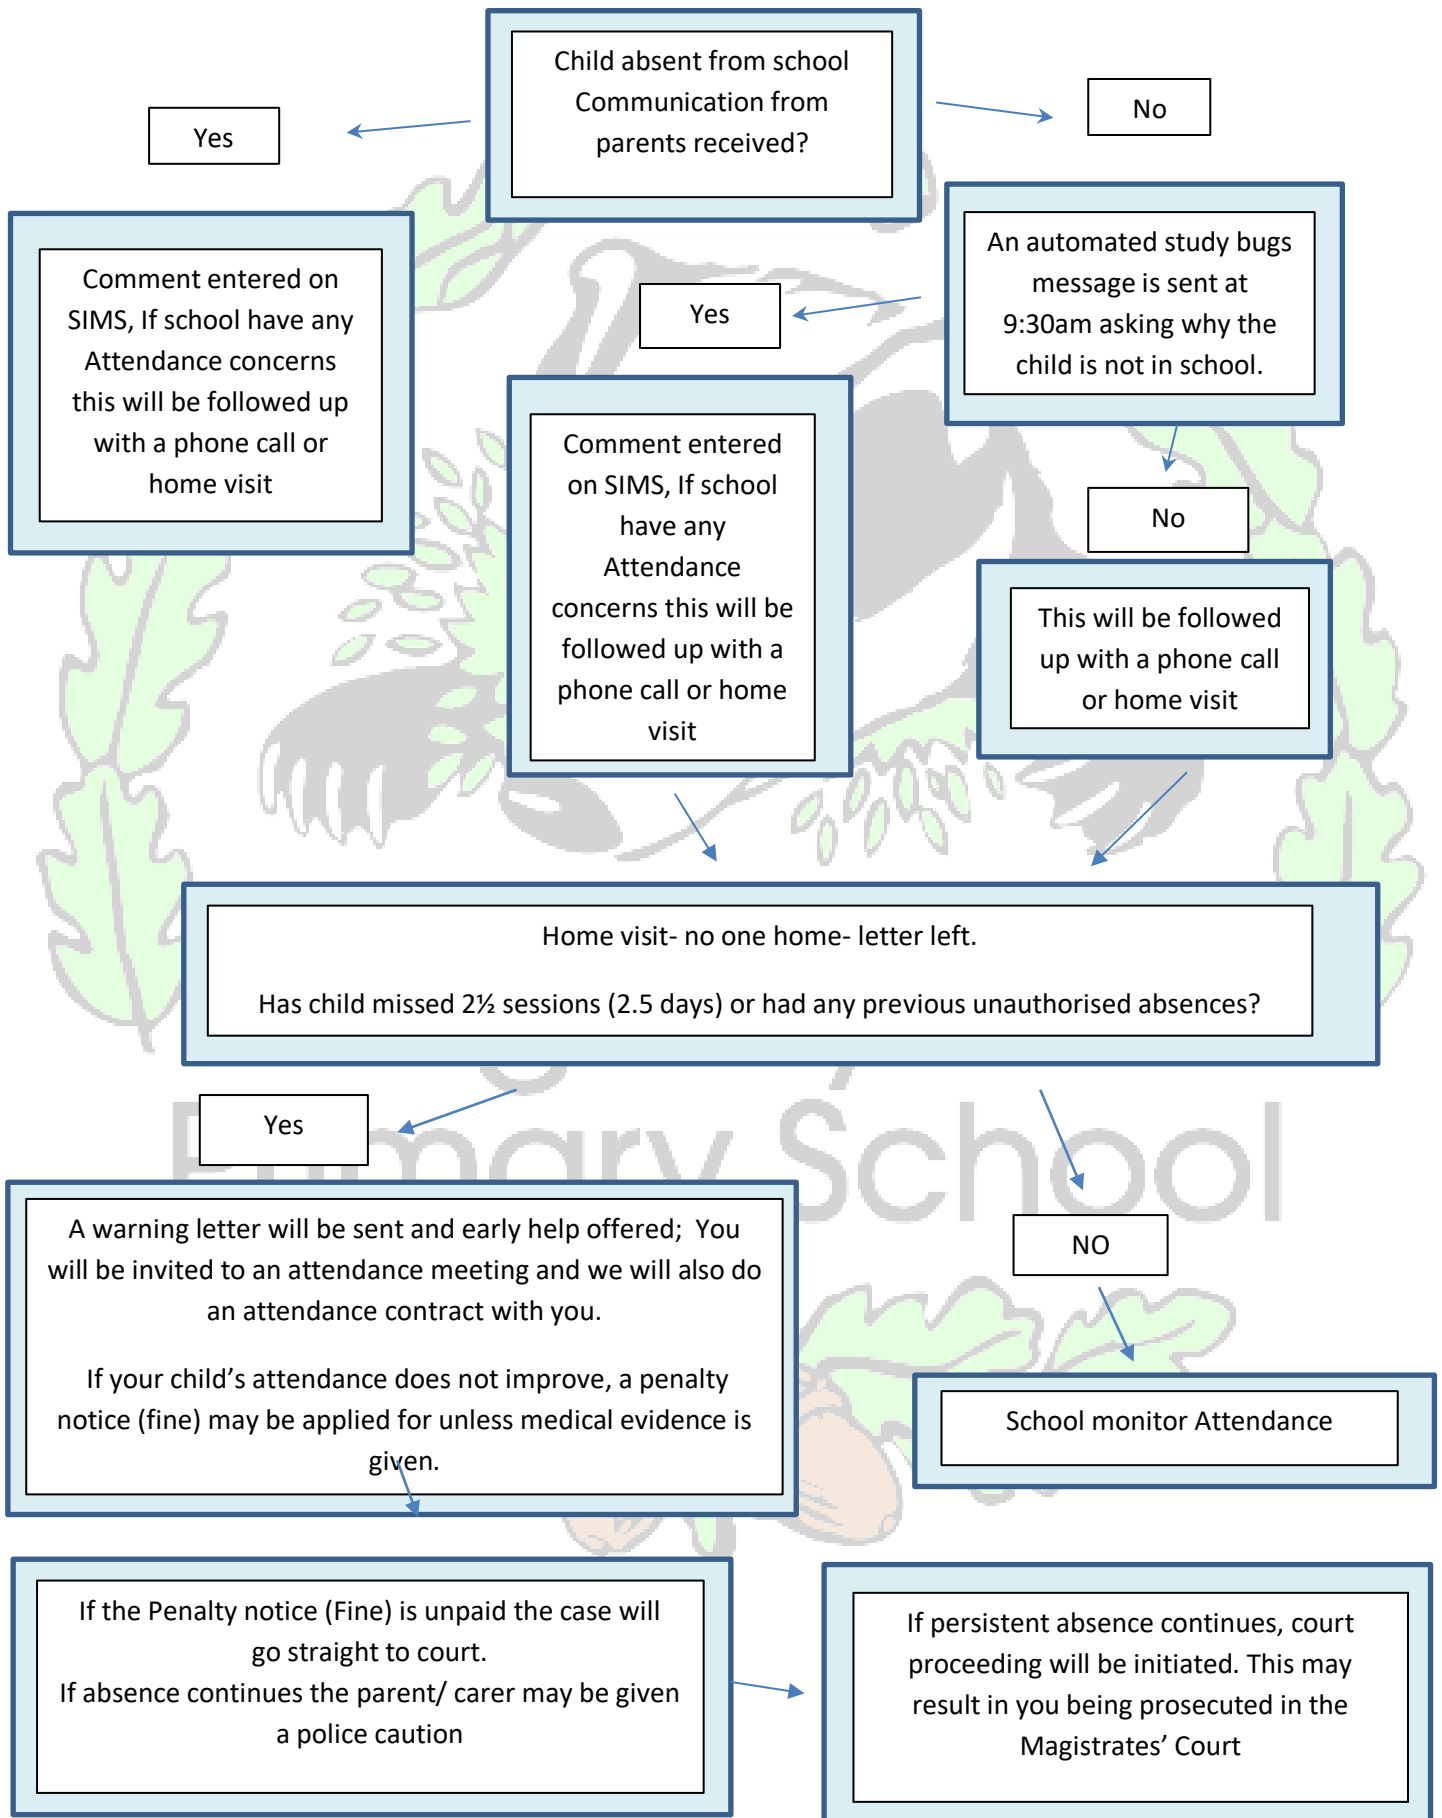 Child absent from school
Communication from
parents received?
Yes
No
Comment entered on
SIMS, If school have any
Attendance concerns
this will be followed up
with a phone call or
home visit
An automated study bugs
message is sent at
9:30am asking why the
child is not in school.
Yes
Comment entered
on SIMS, If school
have any
Attendance
concerns this will be
followed up with a
phone call or home
visit
No
This will be followed
up with a phone call
or home visit
Home visit- no one home- letter left.
Has child missed 2½ sessions (2.5 days) or had any previous unauthorised absences?
Primary School
Yes
NO
A warning letter will be sent and early help offered; You
will be invited to an attendance meeting and we will also do
an attendance contract with you.
If your child’s attendance does not improve, a penalty
notice (fine) may be applied for unless medical evidence is
given.
School monitor Attendance
If the Penalty notice (Fine) is unpaid the case will
go straight to court.
If absence continues the parent/ carer may be given
a police caution
If persistent absence continues, court
proceeding will be initiated. This may
result in you being prosecuted in the
Magistrates’ Court